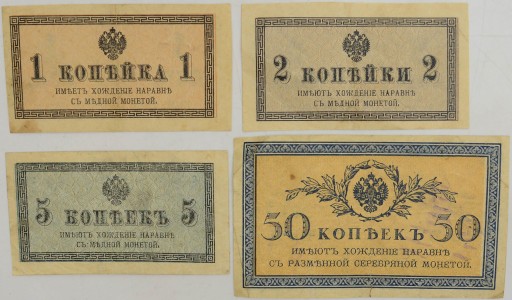 1 КОПѢЙКА 1
ИМѢЕТЪ ХОЖДЕНІЕ НАРАВНѢ
СЪ МѢДНОЙ МОНЕТОЙ.
2 КОПѢЙКИ 2
ИМѢЮТЪ ХОЖДЕНІЕ НАРАВНѢ
СЪ МѢДНОЙ МОНЕТОЙ.
5 КОПѢЕКЪ 5
ИМѢЮТЪ ХОЖДЕНІЕ НАРАВНѢ
СЪ МѢДНОЙ МОНЕТОЙ.
50 КОПѢЕКЪ 50
ИМѢЮТЪ ХОЖДЕНІЕ НАРАВНѢ
СЪ РАЗМѢННОЙ СЕРЕБРЯНОЙ МОНЕТОЙ.